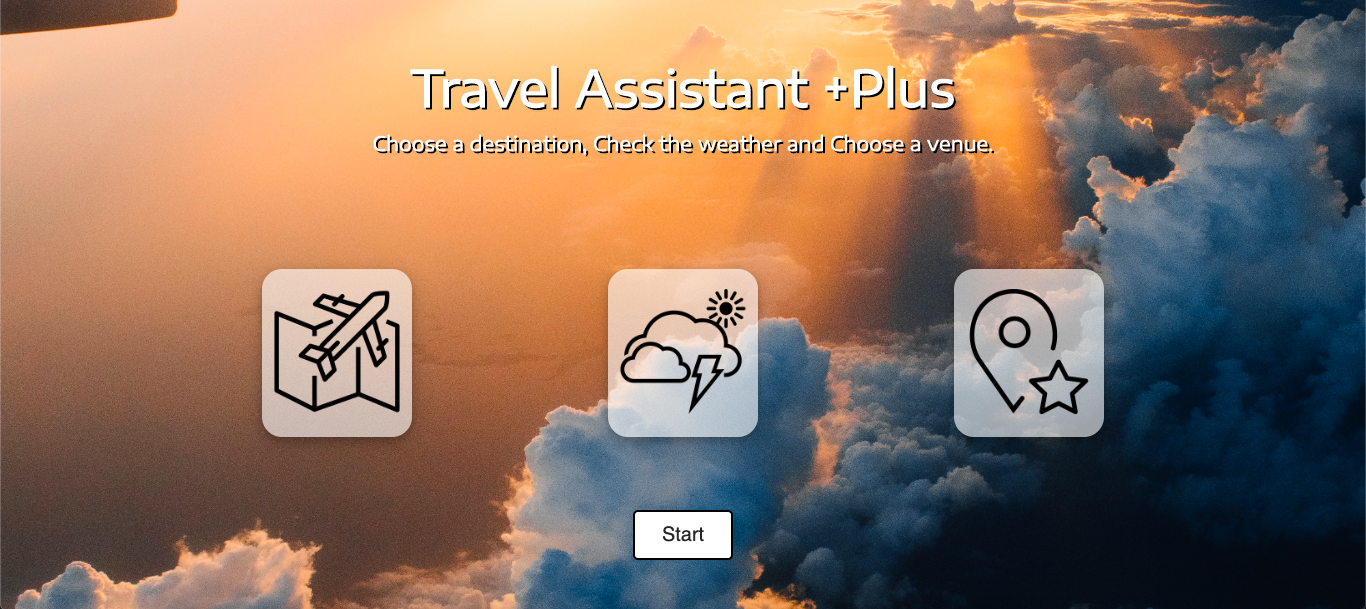 Travel Assistant +Plus
Choose a destination, Check the weather and Choose a venue.
Start